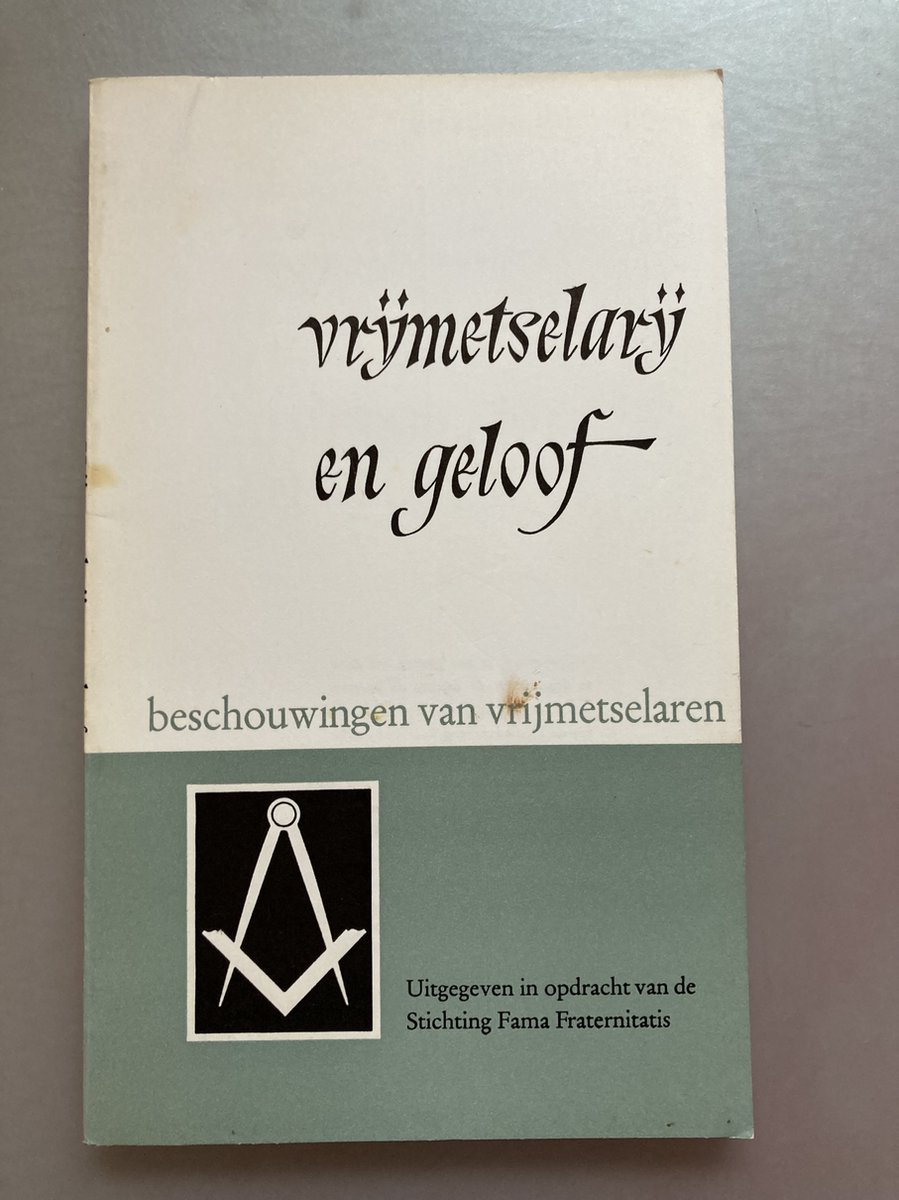 vrijmetselarij
en geloof
beschouwingen van vrijmetselaren
Uitgegeven in opdracht van de
Stichting Fama Fraternitatis